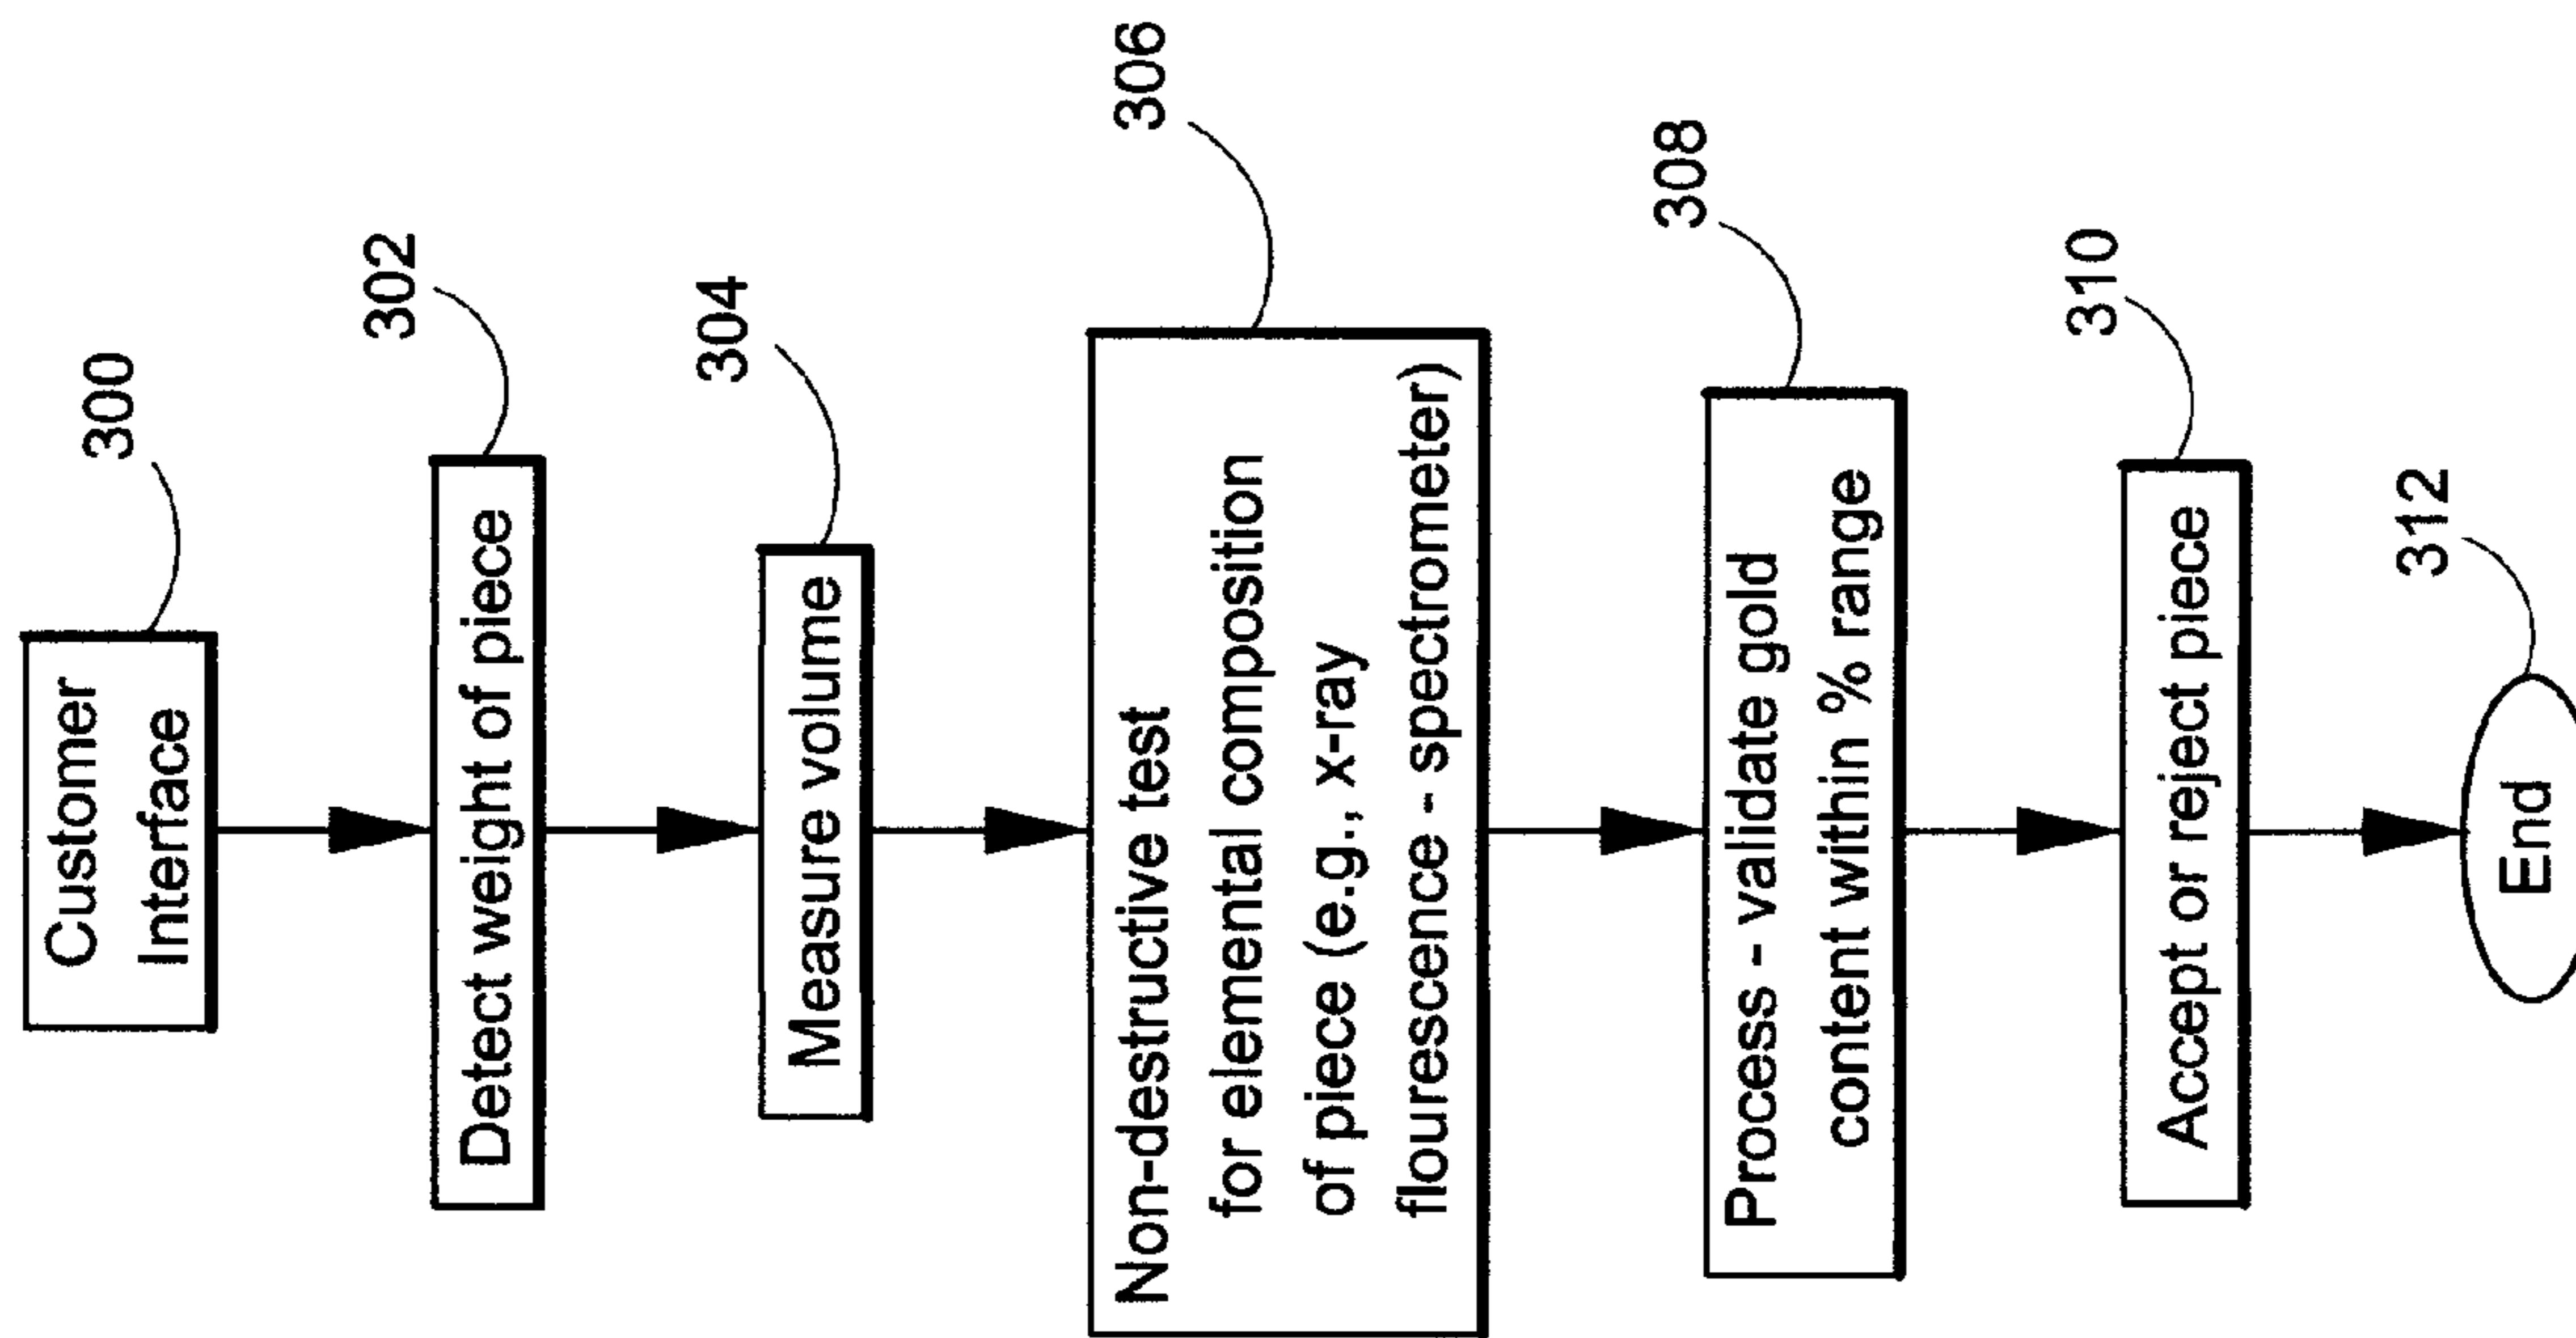 Customer
Interface
300
Detect weight of piece
302
Measure volume
304
Non-destructive test
for elemental composition
of piece (e.g., x-ray
flourescence - spectrometer)
306
Process - validate gold
content within % range
308
Accept or reject piece
310
End
312